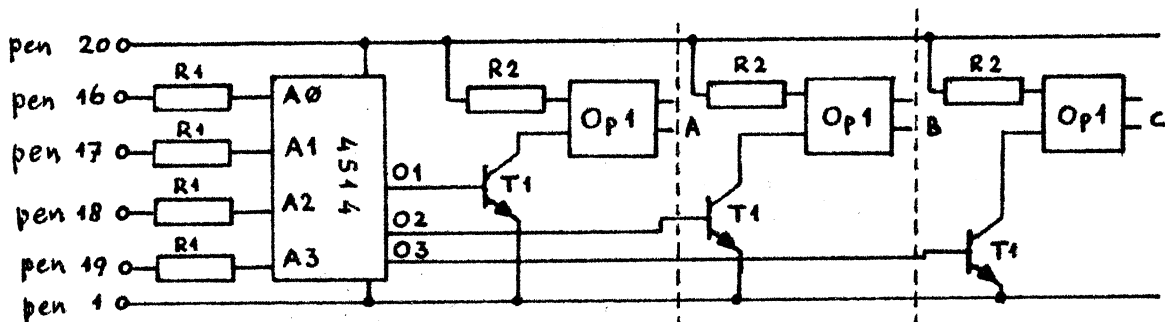 pen 20
R2
R2
R2
R1
pen 16
A0
Op1
Op1
Op1
A
B
C
R1
pen 17
A1
4514
O1
T1
R1
pen 18
A2
O2
T1
R1
O3
pen 19
A3
T1
pen 1